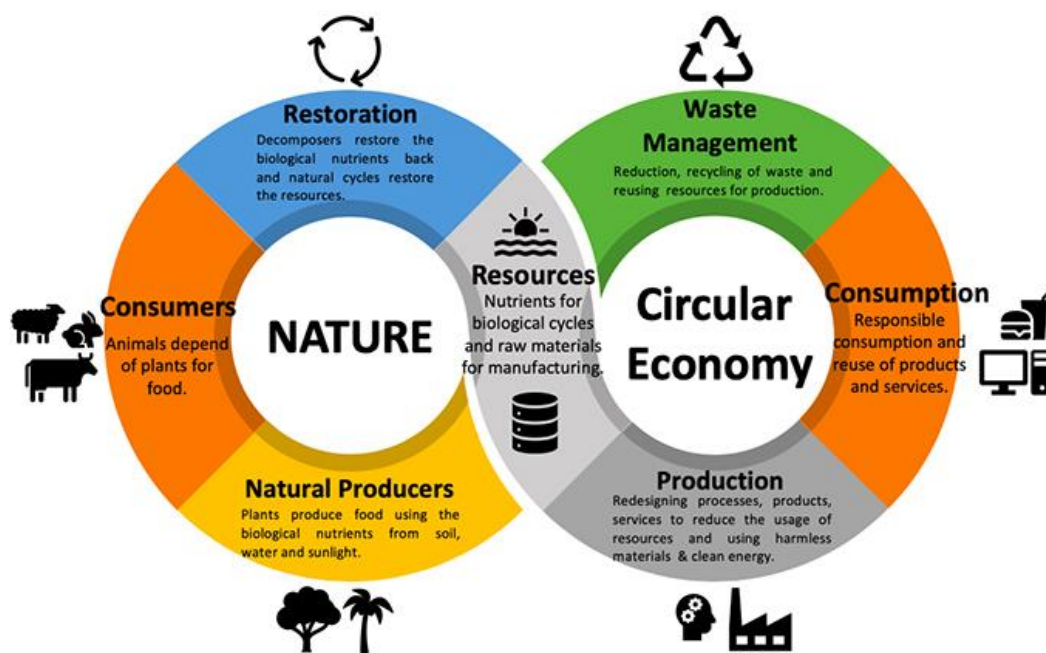 Restoration
Decomposers restore the
biological nutrients back
and natural cycles restore
the resources.
Waste
Management
Reduction, recycling of waste and
reusing resources for production.
Consumers
Animals depend
of plants for
food.
NATURE
Resources
Nutrients for
biological cycles
and raw materials
for manufacturing.
Circular
Economy
Consumption
Responsible
consumption and
reuse of products
and services.
Natural Producers
Plants produce food using the
biological nutrients from soil,
water and sunlight.
Production
Redesigning processes, products,
services to reduce the usage of
resources and using harmless
materials & clean energy.